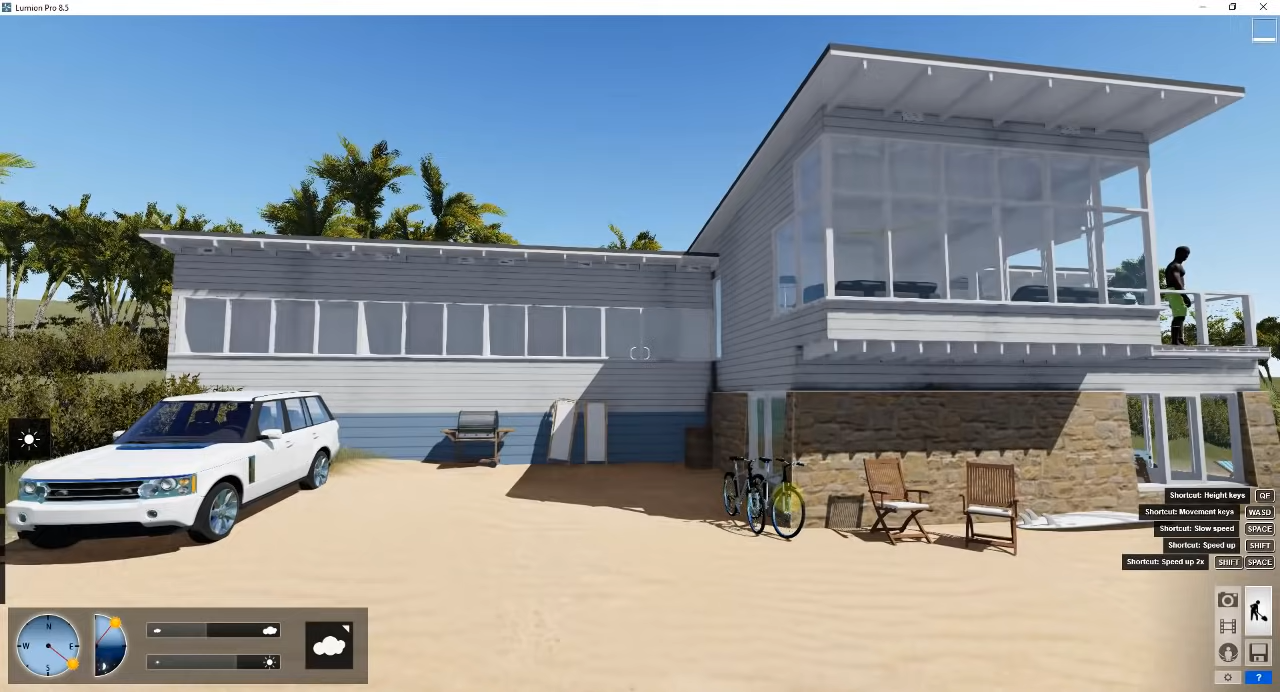 Lumion Pro 8.5
Shortcut: Height keys QE
Shortcut: Movement keys WASD
Shortcut: Slow speed SPACE
Shortcut: Speed up SHIFT
Shortcut: Speed up 2x SHIFT SPACE
N
W E
S
?